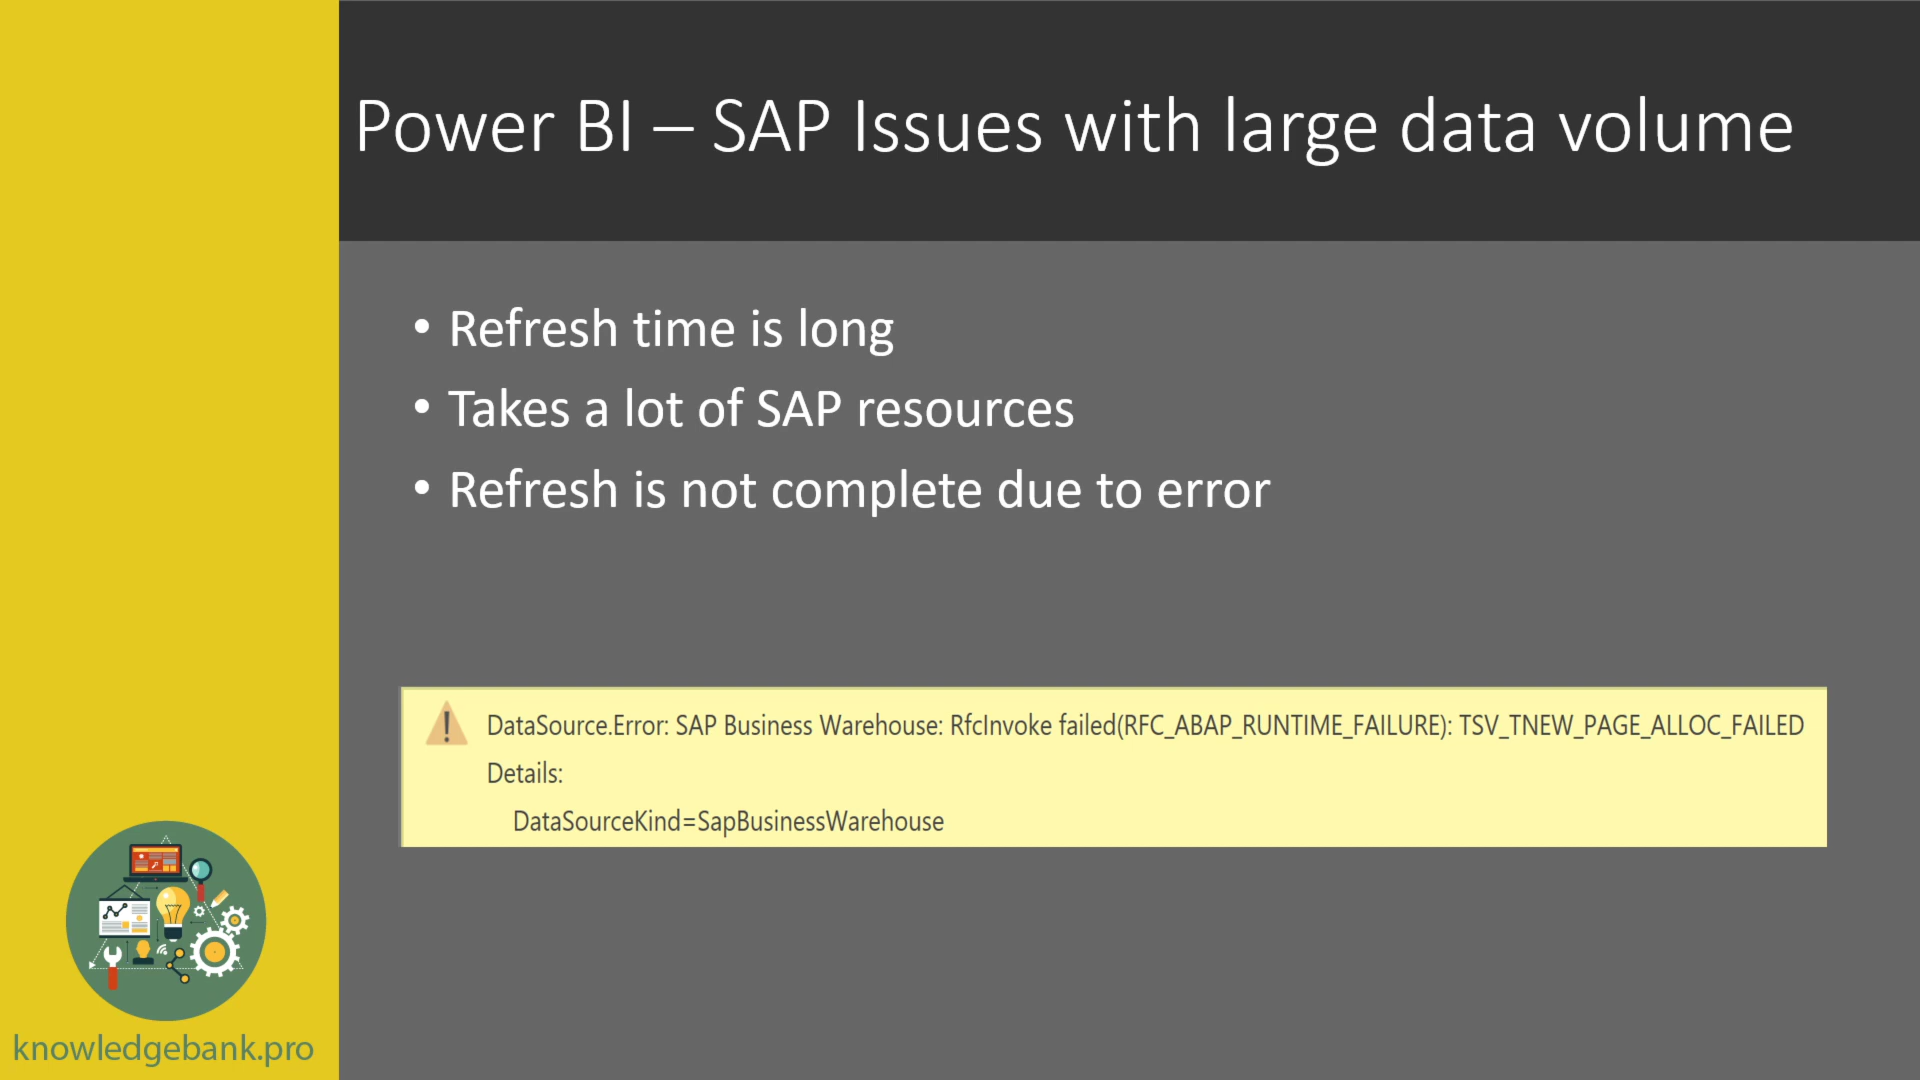 Power BI – SAP Issues with large data volume
• Refresh time is long
• Takes a lot of SAP resources
• Refresh is not complete due to error
DataSource.Error: SAP Business Warehouse: RfcInvoke failed(RFC_ABAP_RUNTIME_FAILURE): TSV_TNEW_PAGE_ALLOC_FAILED
Details:
DataSourceKind=SapBusinessWarehouse
knowledgebank.pro